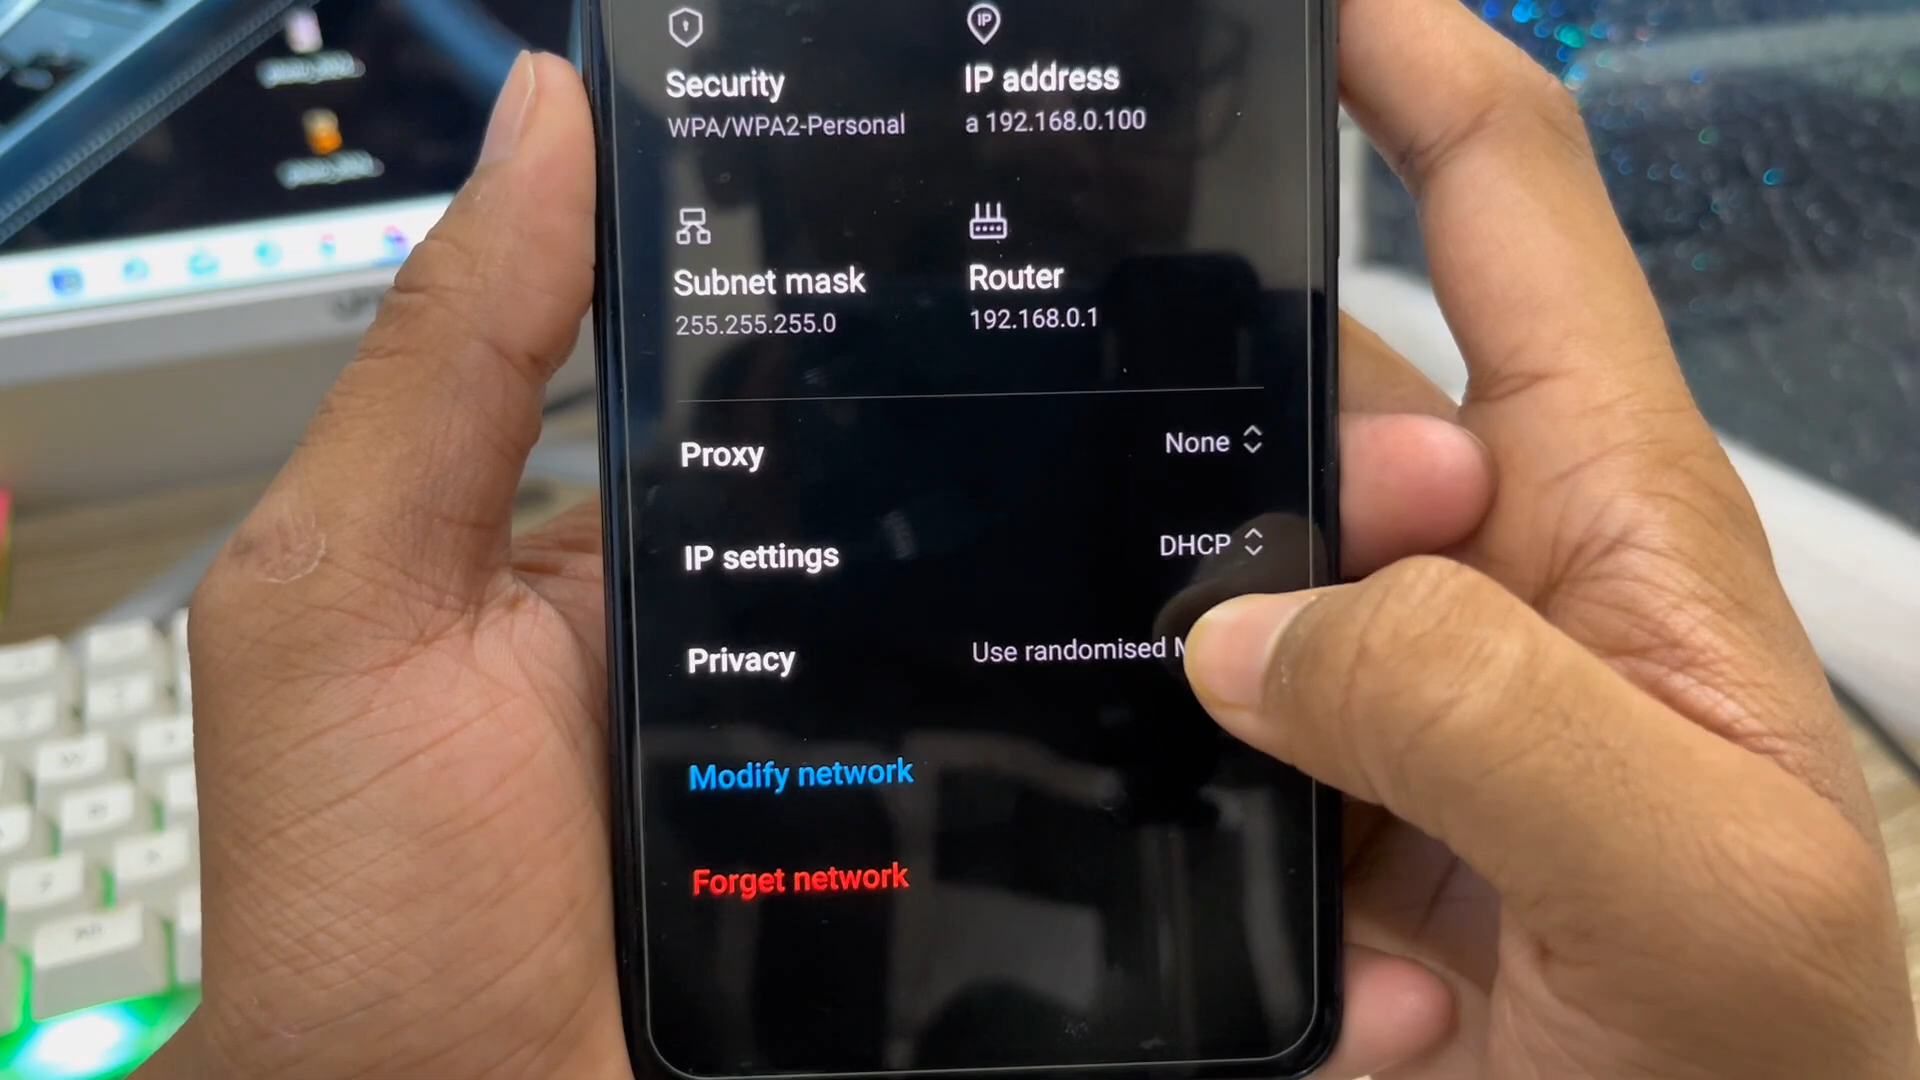 IP
Security
WPA/WPA2-Personal
IP address
a 192.168.0.100
Subnet mask
255.255.255.0
Router
192.168.0.1
Proxy
None
IP settings
DHCP
Privacy
Use randomised M
Modify network
Forget network